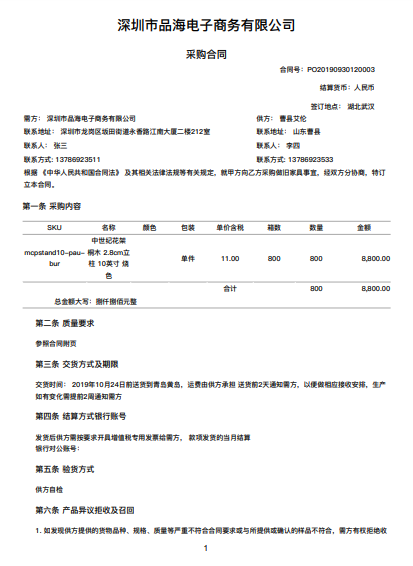 深圳市品海电子商务有限公司
采购合同
合同号：PO20190930120003
结算货币：人民币
签订地点： 湖北武汉
需方： 深圳市品海电子商务有限公司 供方： 曹县艾伦
联系地址： 深圳市龙岗区坂田街道永香路江南大厦二楼212室 联系地址： 山东曹县
联系人： 张三 联系人： 李四
联系方式: 13786923511 联系方式: 13786923533
根据 《中华人民共和国合同法》 及其相关法律法规等有关规定，就甲方向乙方采购做旧家具事宜，经双方分协商，特订
立本合同。
第一条 采购内容
SKU 名称 颜色 包装 单价含税 箱数 数量 金额
mcpstand10-pau-bur 中世纪花架 桐木 2.8cm立柱 10英寸 烧色 单件 11.00 800 800 8,800.00
合计 800 8,800.00
总金额大写：捌仟捌佰元整
第二条 质量要求
参照合同附页
第三条 交货方式及期限
交货时间： 2019年10月24日前送货到青岛黄岛，运费由供方承担 送货前2天通知需方，以便做相应接收安排，生产
如有变化需提前2周通知需方
第四条 结算方式银行账号
发货后供方需按要求开具增值税专用发票给需方， 款项发货的当月结算
银行对公账号：
第五条 验货方式
供方自检
第六条 产品异议拒收及召回
1. 如发现供方提供的货物品种、规格、质量等严重不符合合同要求或与所提供或确认的样品不符合，需方有权拒绝收
1